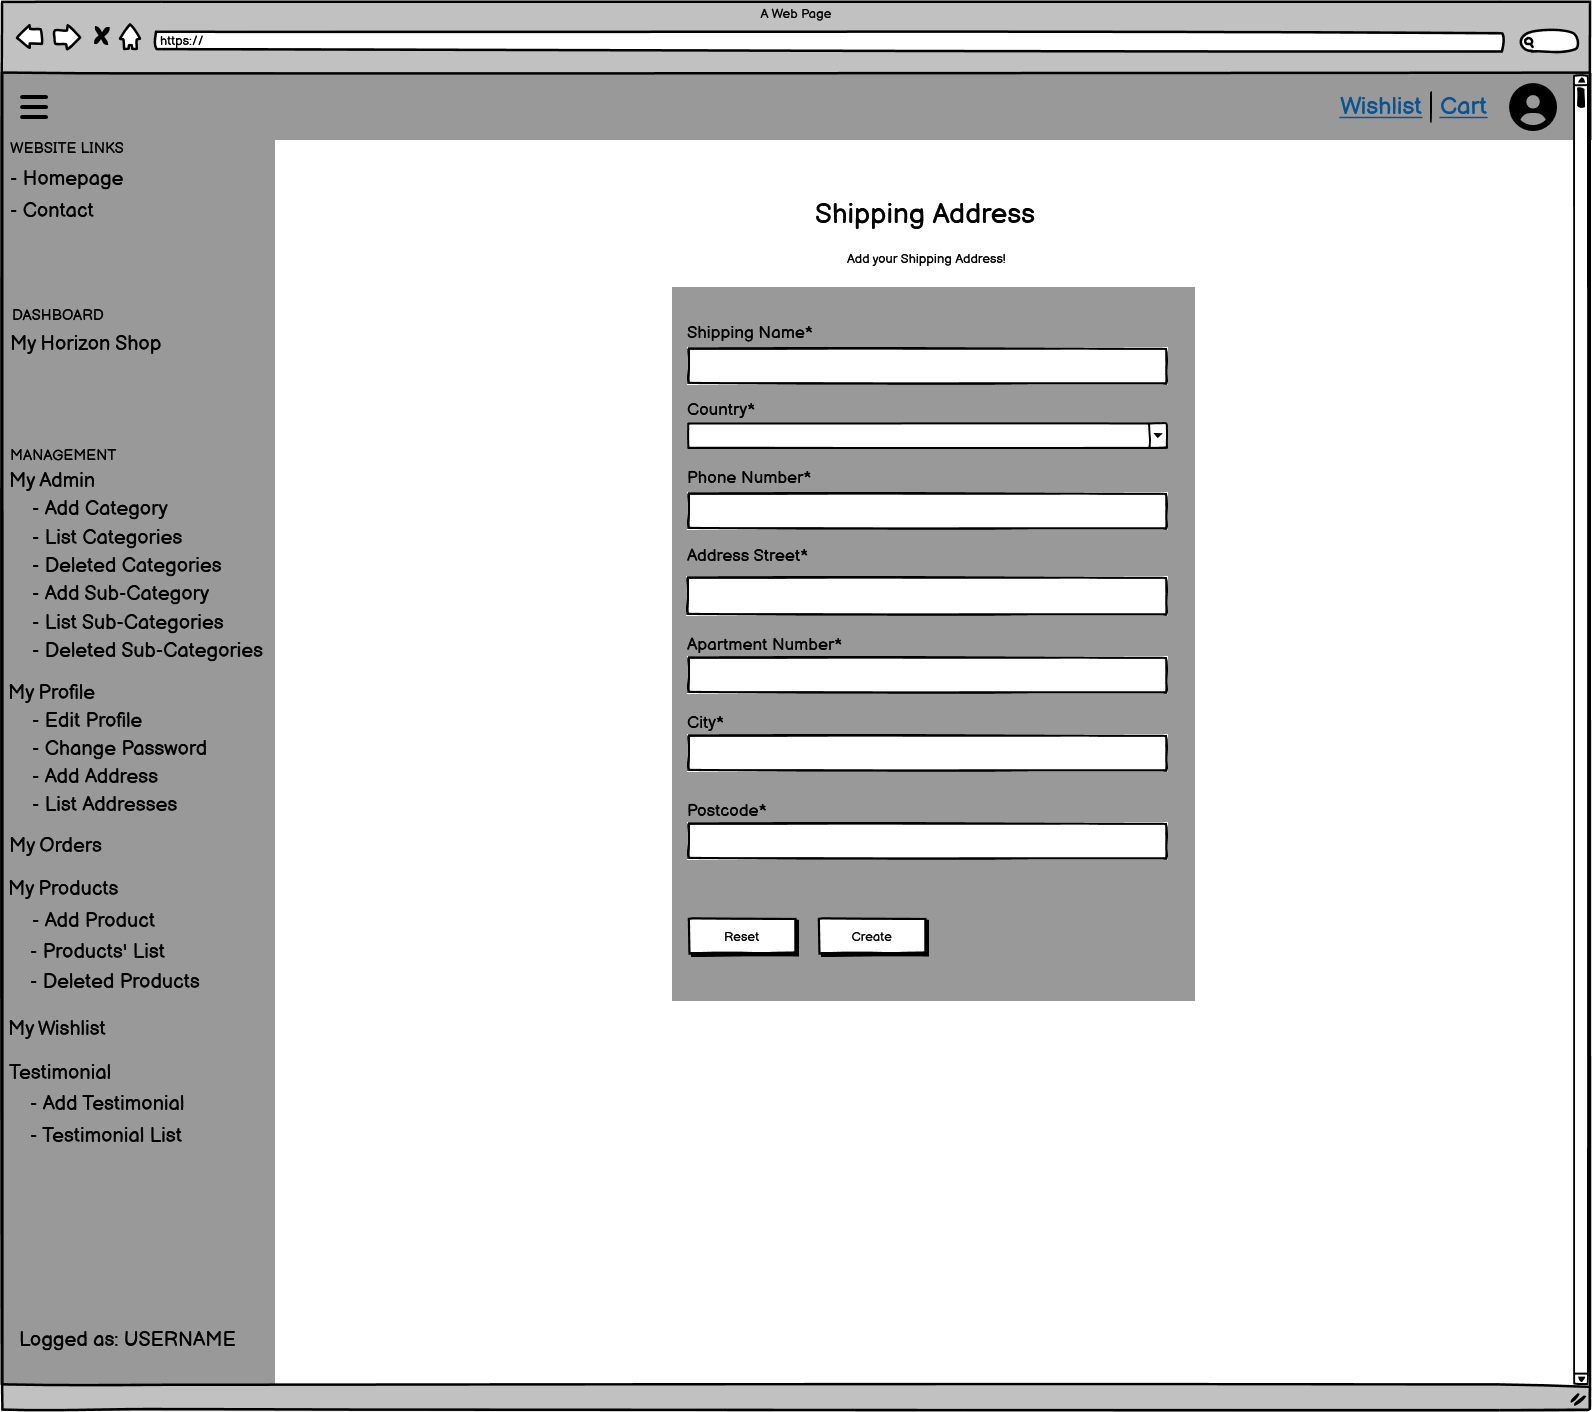 A Web Page
https://
Wishlist | Cart
WEBSITE LINKS
- Homepage
- Contact
DASHBOARD
My Horizon Shop
MANAGEMENT
My Admin
- Add Category
- List Categories
- Deleted Categories
- Add Sub-Category
- List Sub-Categories
- Deleted Sub-Categories
My Profile
- Edit Profile
- Change Password
- Add Address
- List Addresses
My Orders
My Products
- Add Product
- Products' List
- Deleted Products
My Wishlist
Testimonial
- Add Testimonial
- Testimonial List
Logged as: USERNAME
Shipping Address
Add your Shipping Address!
Shipping Name*
Country*
Phone Number*
Address Street*
Apartment Number*
City*
Postcode*
Reset
Create